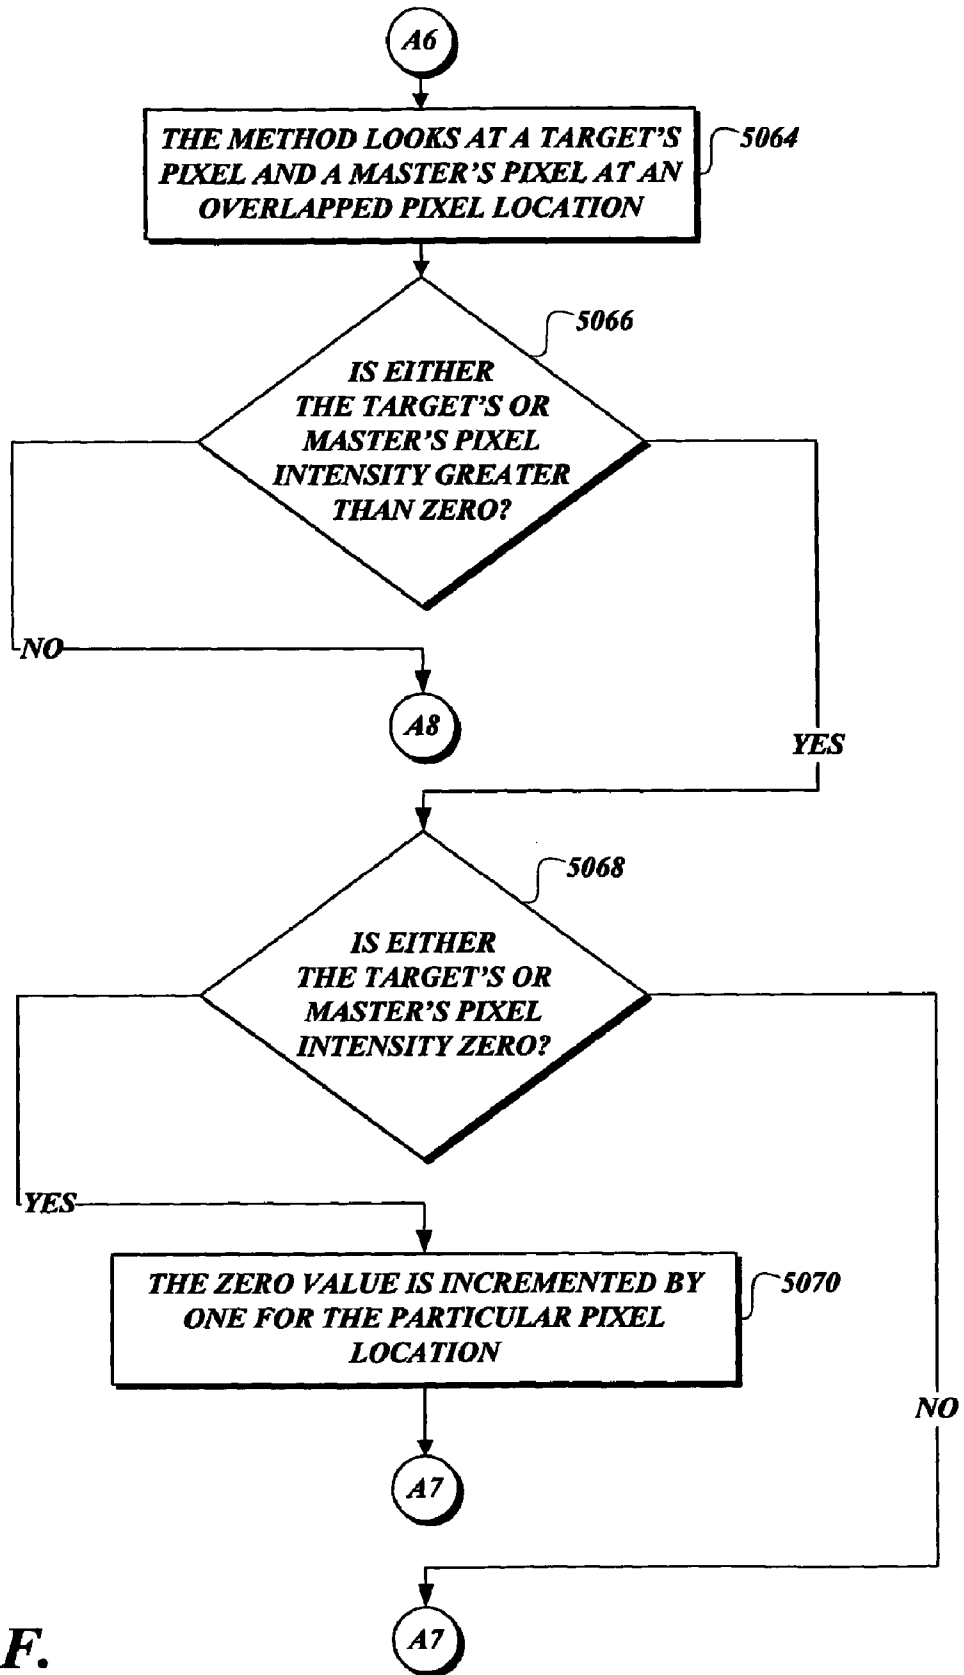 A6
THE METHOD LOOKS AT A TARGET'S
PIXEL AND A MASTER'S PIXEL AT AN
OVERLAPPED PIXEL LOCATION
5064
5066
IS EITHER
THE TARGET'S OR
MASTER'S PIXEL
INTENSITY GREATER
THAN ZERO?
NO
A8
YES
5068
IS EITHER
THE TARGET'S OR
MASTER'S PIXEL
INTENSITY ZERO?
YES
THE ZERO VALUE IS INCREMENTED BY
ONE FOR THE PARTICULAR PIXEL
LOCATION
5070
NO
A7
A7
F.